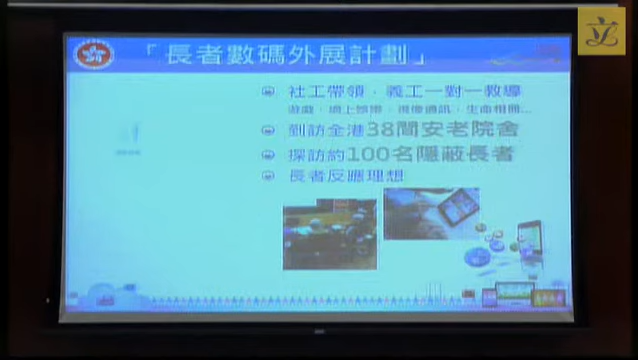 「長者數碼外展計劃」
社工帶領，義工一對一教導
遊戲、網上娛樂、視像通訊、生命相冊...
到訪全港38間安老院舍
探訪約100名隱蔽長者
長者反應理想
立